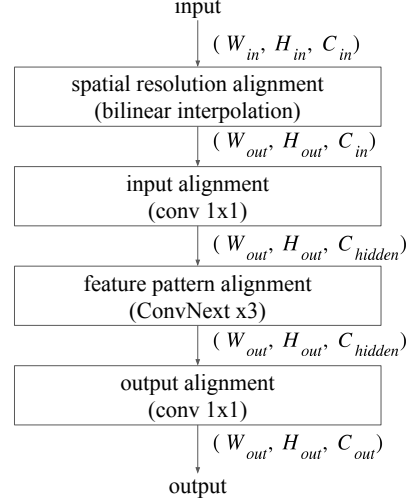 input
( W_in, H_in, C_in)
spatial resolution alignment
(bilinear interpolation)
( W_out, H_out, C_in)
input alignment
(conv 1x1)
( W_out, H_out, C_hidden)
feature pattern alignment
(ConvNext x3)
( W_out, H_out, C_hidden)
output alignment
(conv 1x1)
( W_out, H_out, C_out)
output